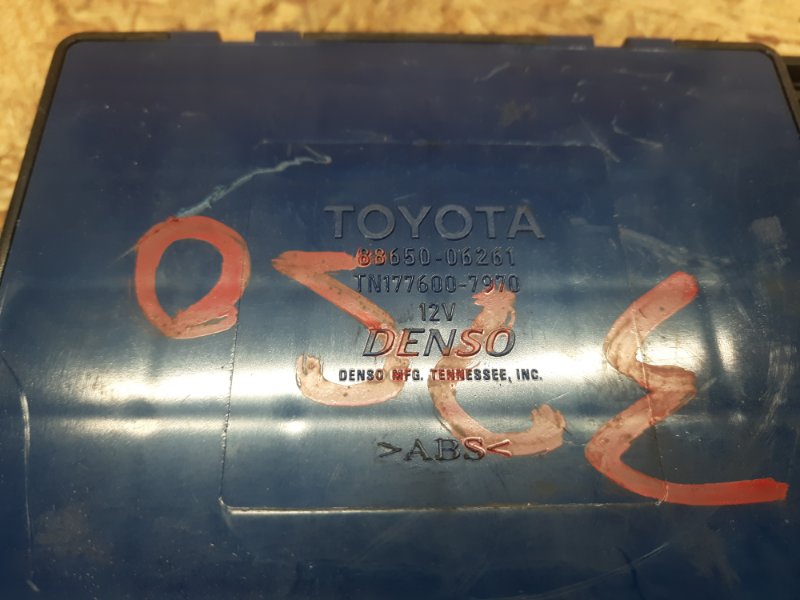 TOYOTA
88650-06261
TN177600-7970
12V
DENSO
DENSO MFG. TENNESSEE, INC.
>ABS<